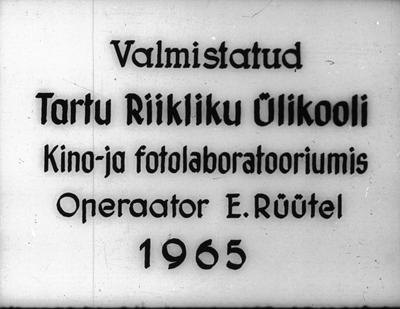 Valmistatud
Tartu Riikliku Ülikooli
Kino-ja fotolaboratooriumis
Operaator E.Rüütel
1965